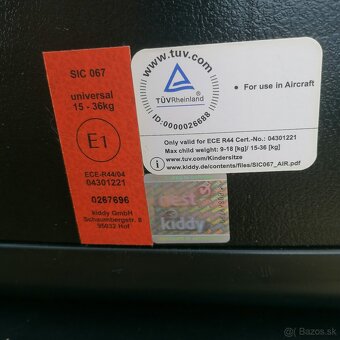 SIC 067
universal
15 - 36kg
E1
ECE-R44/04
04301221
0267696
kiddy GmbH
Schaumbergstr. 8
95032 Hof
www.tuv.com
TÜVRheinland
ID:0000026688
• For use in Aircraft
Only valid for ECE R44 Cert.-No.: 04301221
Max child weight: 9-18 [kg]/ 15-36 [kg]
i www.tuv.com/Kindersitze
www.kiddy.de/contents/files/SIC067_AIR.pdf
kiddy
Bazos.sk